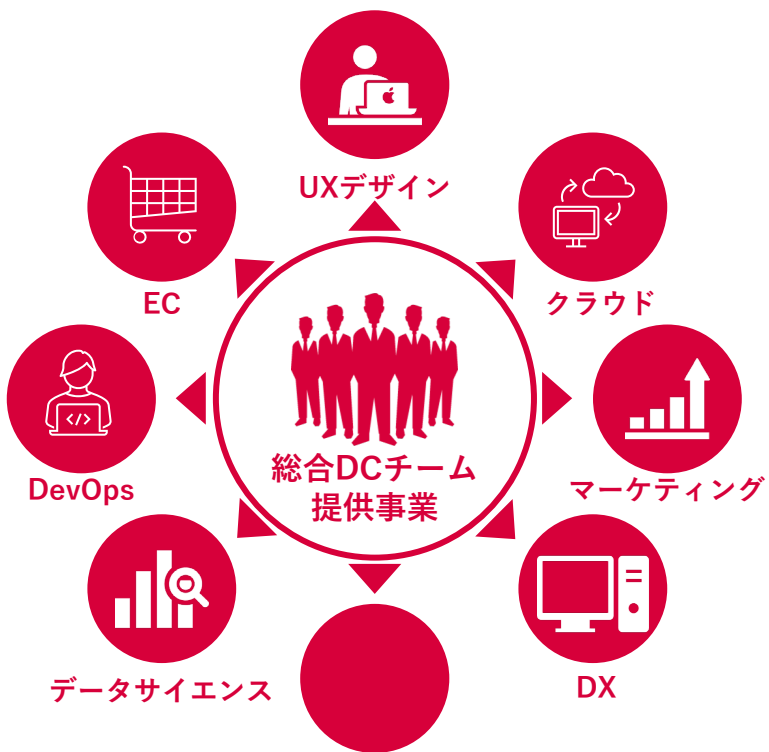 UXデザイン
EC
クラウド
DevOps
総合DCチーム
提供事業
マーケティング
データサイエンス
DX